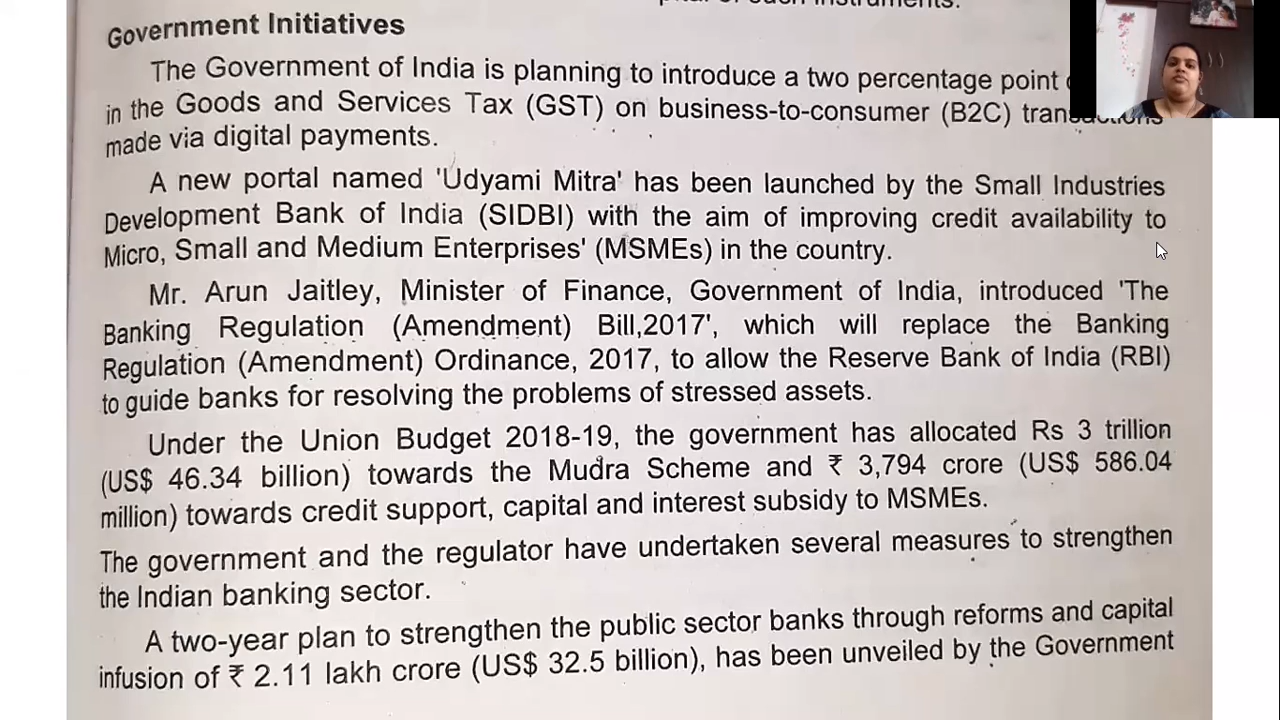 Government Initiatives
The Government of India is planning to introduce a two percentage point
in the Goods and Services Tax (GST) on business-to-consumer (B2C) transactions
made via digital payments.
A new portal named 'Udyami Mitra' has been launched by the Small Industries
Development Bank of India (SIDBI) with the aim of improving credit availability to
Micro, Small and Medium Enterprises' (MSMEs) in the country.
Mr. Arun Jaitley, Minister of Finance, Government of India, introduced 'The
Banking Regulation (Amendment) Bill,2017', which will replace the Banking
Regulation (Amendment) Ordinance, 2017, to allow the Reserve Bank of India (RBI)
to guide banks for resolving the problems of stressed assets.
Under the Union Budget 2018-19, the government has allocated Rs 3 trillion
(US$ 46.34 billion) towards the Mudra Scheme and ₹ 3,794 crore (US$ 586.04
million) towards credit support, capital and interest subsidy to MSMEs.
The government and the regulator have undertaken several measures to strengthen
the Indian banking sector.
A two-year plan to strengthen the public sector banks through reforms and capital
infusion of ₹ 2.11 lakh crore (US$ 32.5 billion), has been unveiled by the Government